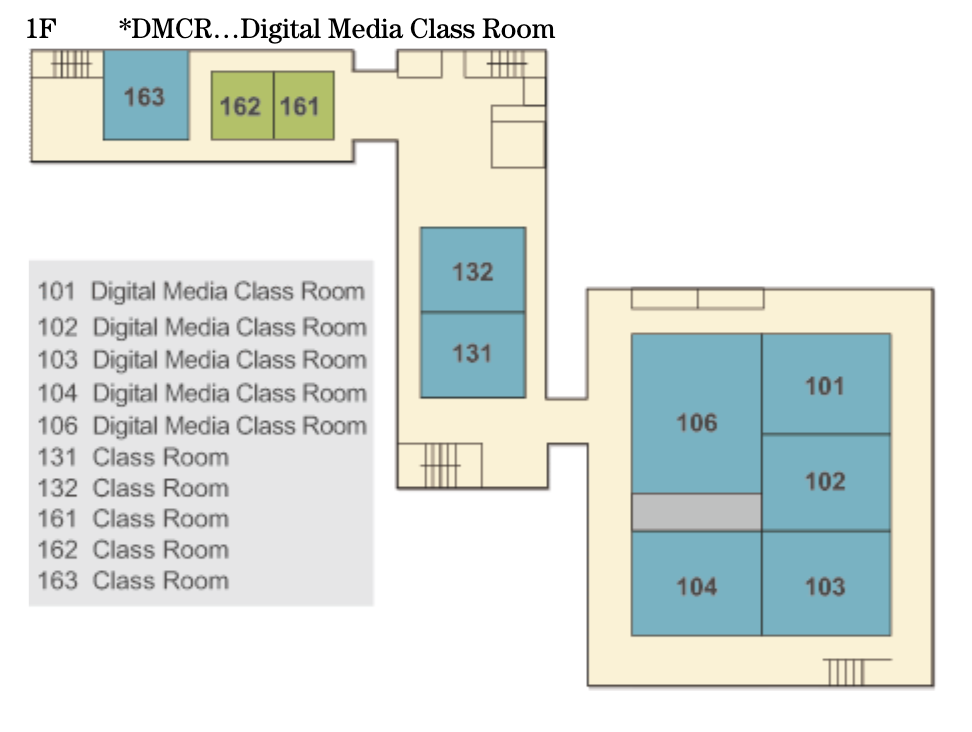 1F *DMCR…Digital Media Class Room
163
162 161
132
131
101
106
102
104 103
101 Digital Media Class Room
102 Digital Media Class Room
103 Digital Media Class Room
104 Digital Media Class Room
106 Digital Media Class Room
131 Class Room
132 Class Room
161 Class Room
162 Class Room
163 Class Room